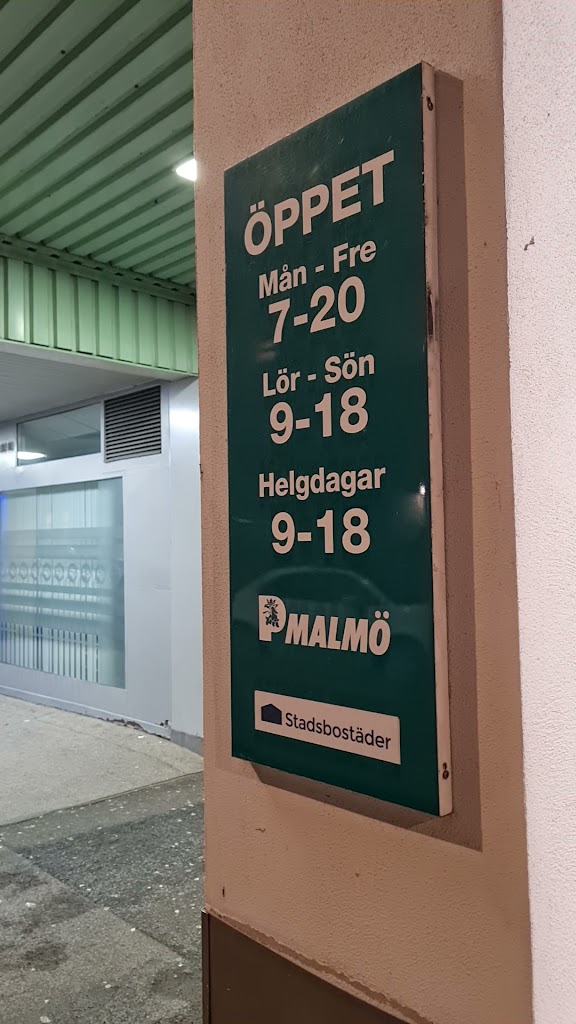 ÖPPET
Mån - Fre
7-20
Lör - Sön
9-18
Helgdagar
9-18
PMALMÖ
Stadsbostäder